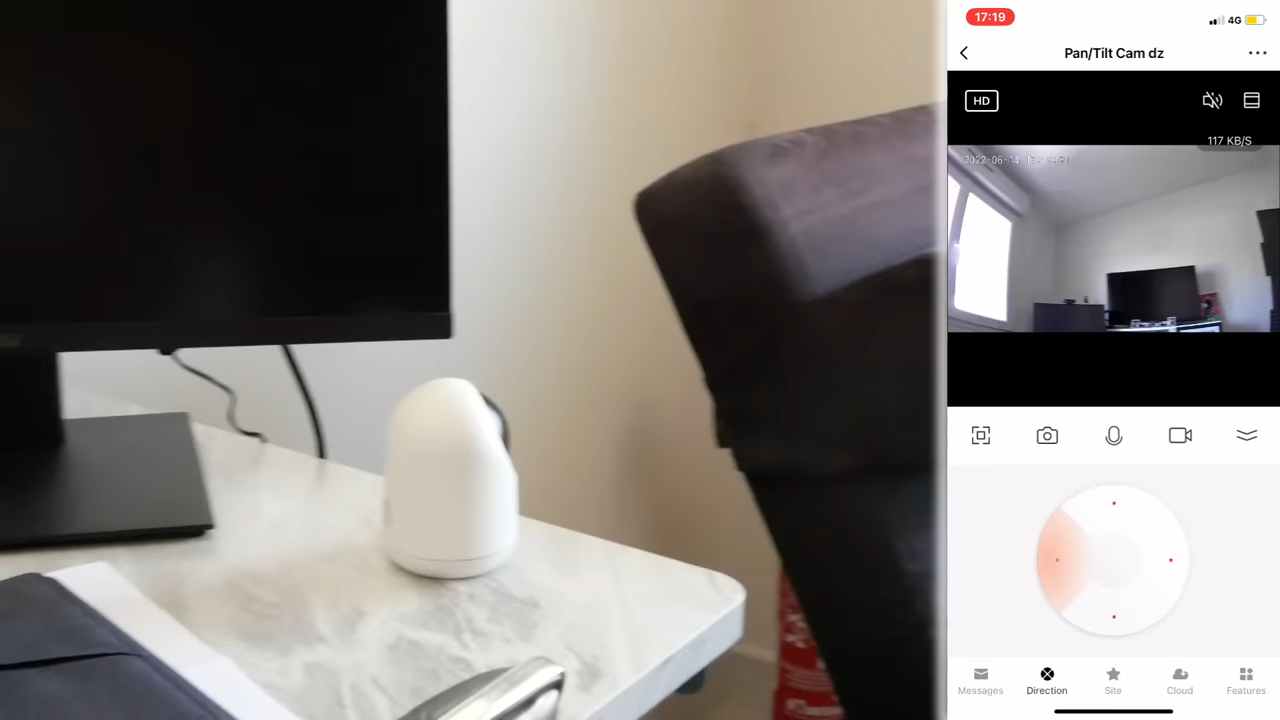 17:19
4G
Pan/Tilt Cam dz
HD
117 KB/S
2022-06-14
Messages
Direction
Site
Cloud
Features